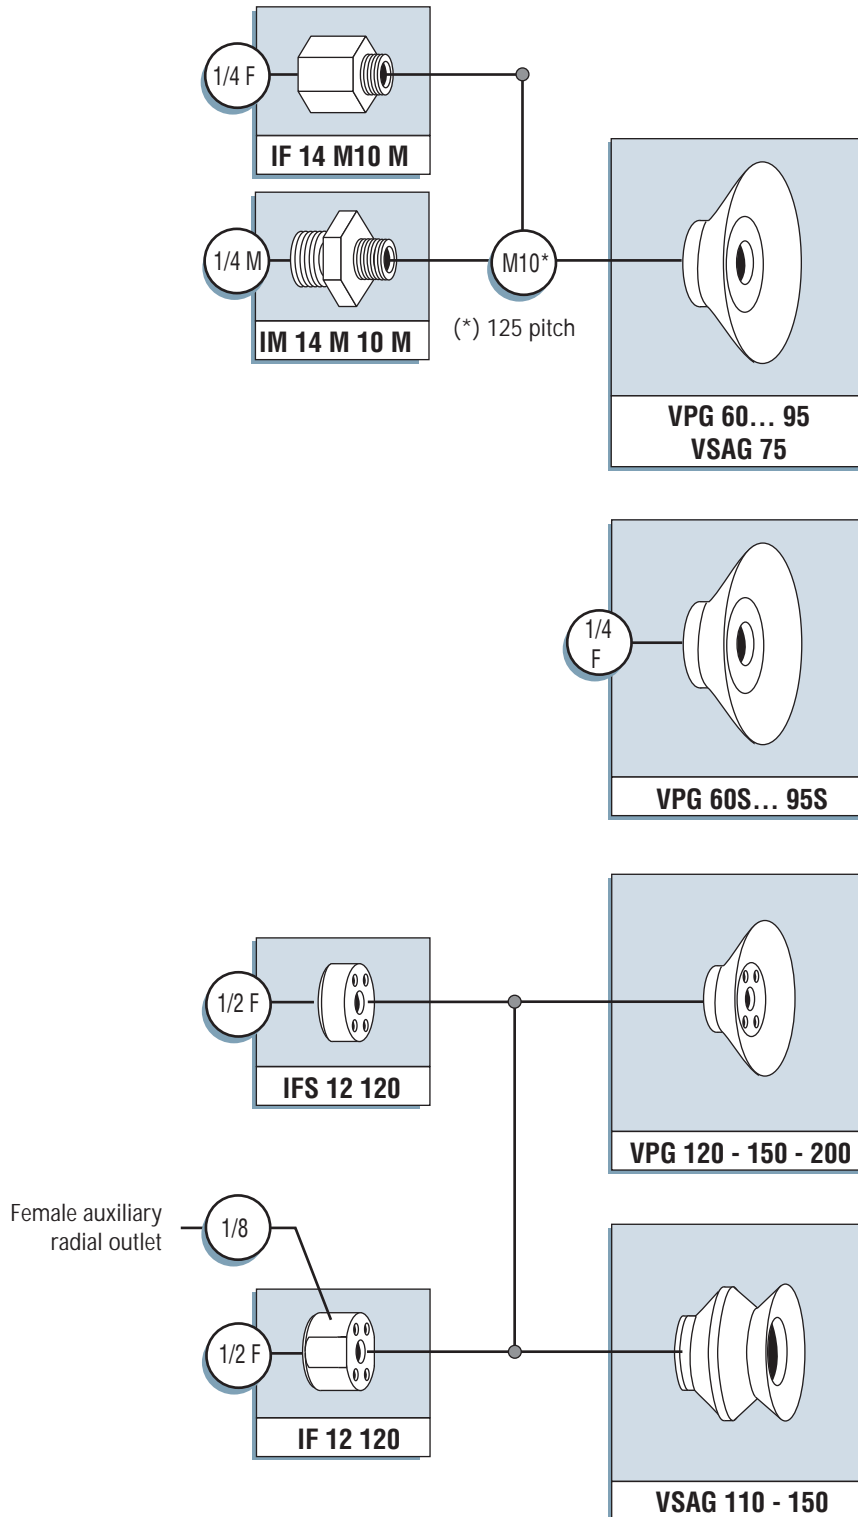 1/4 F
IF 14 M10 M
1/4 M
M10*
IM 14 M 10 M
(*) 125 pitch
VPG 60... 95
VSAG 75
1/4
F
VPG 60S... 95S
1/2 F
IFS 12 120
VPG 120 - 150 - 200
Female auxiliary
radial outlet
1/8
1/2 F
IF 12 120
VSAG 110 - 150